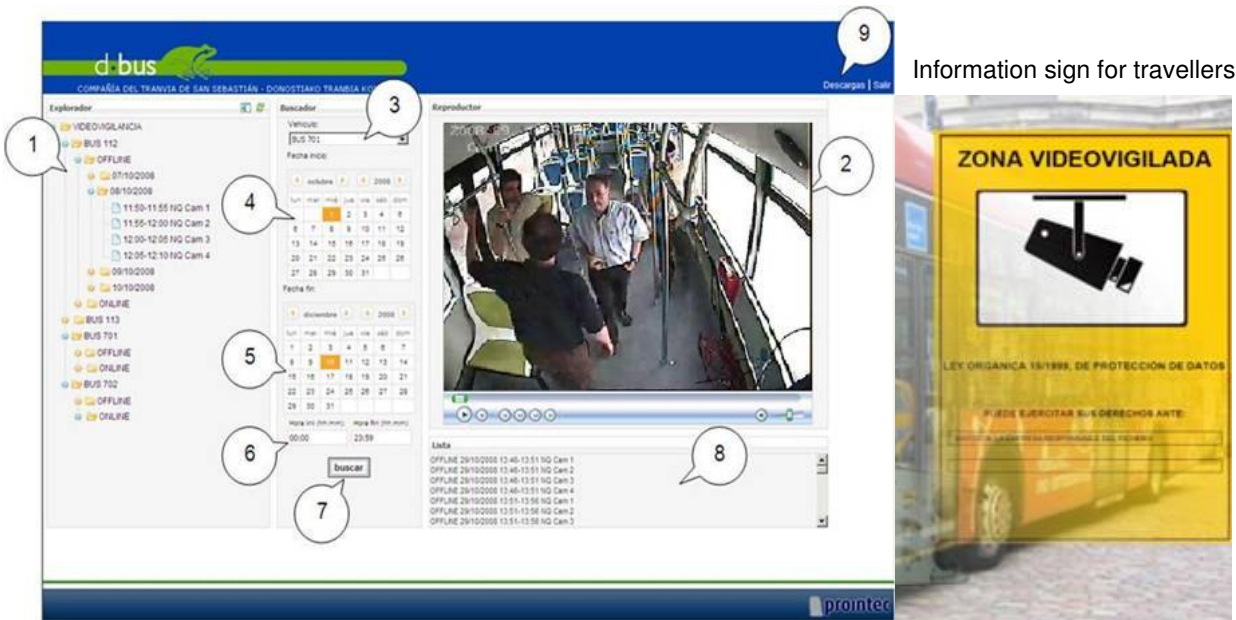 9
d·bus
COMPAÑÍA DEL TRANVIA DE SAN SEBASTIÁN - DONOSTIAKO TRANBIA
Descargas | Salir
Explorador
1
VIDEOVIGILANCIA
BUS 112
OFFLINE
07/10/2008
08/10/2008
11:50-11:55 NQ Cam 1
11:55-12:00 NQ Cam 2
12:00-12:05 NQ Cam 3
12:05-12:10 NQ Cam 4
09/10/2008
10/10/2008
ONLINE
BUS 113
BUS 701
OFFLINE
ONLINE
BUS 702
OFFLINE
ONLINE
Buscador
3
Vehículo:
BUS 701
Fecha inicio:
4
octubre 2008
lun mar mié jue vie sáb dom
1 2 3 4 5
6 7 8 9 10 11 12
13 14 15 16 17 18 19
20 21 22 23 24 25 26
27 28 29 30 31
Fecha fin:
5
diciembre 2008
lun mar mié jue vie sáb dom
1 2 3 4 5 6 7
8 9 10 11 12 13 14
15 16 17 18 19 20 21
22 23 24 25 26 27 28
29 30 31
6
Hora ini (hh:mm): Hora fin (hh:mm):
00:00 23:59
buscar
7
Reproductor
2
Lista
8
OFFLINE 29/10/2008 13:46-13:51 NQ Cam 1
OFFLINE 29/10/2008 13:46-13:51 NQ Cam 2
OFFLINE 29/10/2008 13:46-13:51 NQ Cam 3
OFFLINE 29/10/2008 13:46-13:51 NQ Cam 4
OFFLINE 29/10/2008 13:51-13:56 NQ Cam 1
OFFLINE 29/10/2008 13:51-13:56 NQ Cam 2
OFFLINE 29/10/2008 13:51-13:56 NQ Cam 3
prointec
Information sign for travellers
ZONA VIDEOVIGILADA
LEY ORGANICA 15/1999, DE PROTECCIÓN DE DATOS
PUEDE EJERCITAR SUS DERECHOS ANTE: